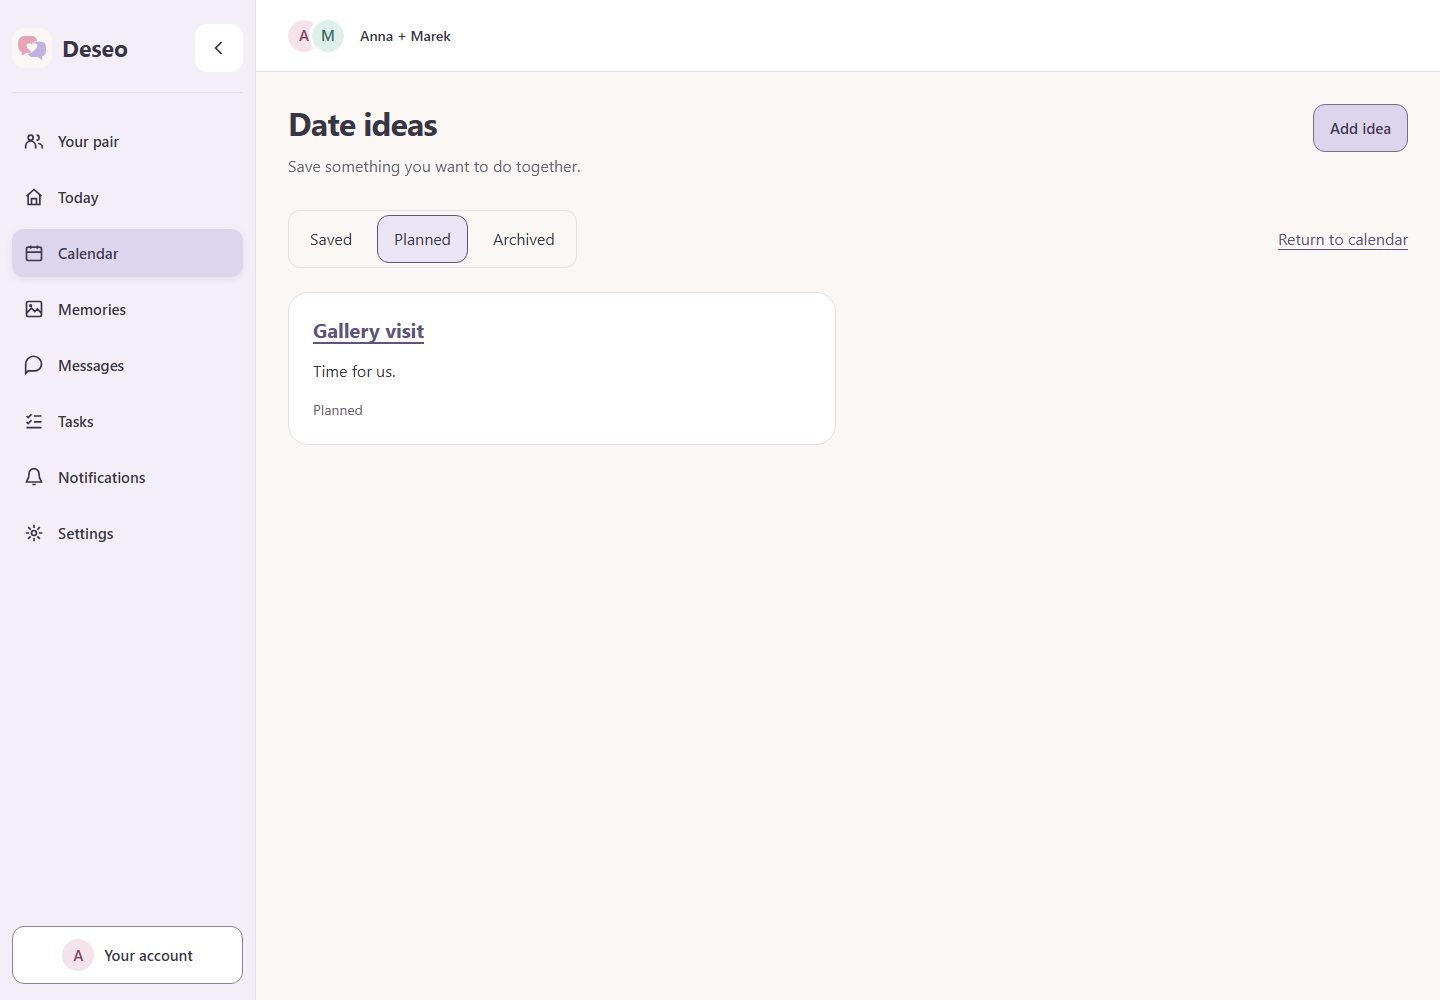 Deseo
Your pair
Today
Calendar
Memories
Messages
Tasks
Notifications
Settings
A Your account
A M Anna + Marek
Date ideas
Add idea
Save something you want to do together.
Saved Planned Archived
Return to calendar
Gallery visit
Time for us.
Planned